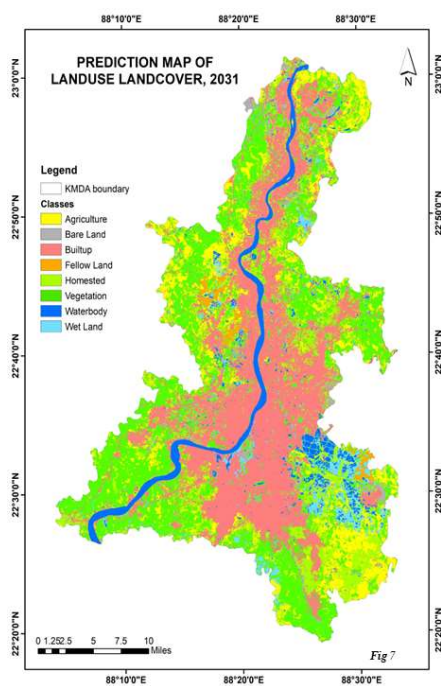 88°10'0"E
88°20'0"E
88°30'0"E
PREDICTION MAP OF
LANDUSE LANDCOVER, 2031
N
23°0'0"N
23°0'0"N
Legend
KMDA boundary
Classes
Agriculture
Bare Land
Builtup
Fellow Land
Homested
Vegetation
Waterbody
Wet Land
22°50'0"N
22°50'0"N
22°40'0"N
22°40'0"N
22°30'0"N
22°30'0"N
22°20'0"N
22°20'0"N
0 1.25 2.5 5 7.5 10
Miles
Fig 7
88°10'0"E
88°20'0"E
88°30'0"E